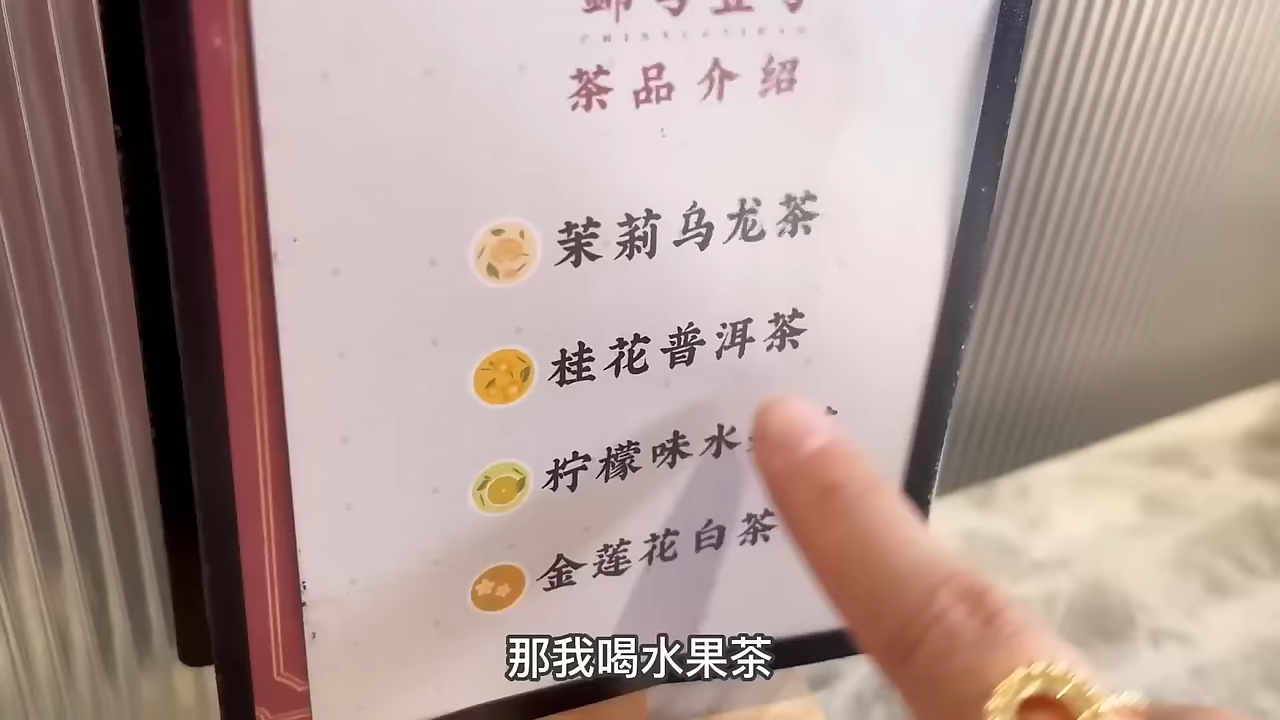 茶品介绍
茉莉乌龙茶
桂花普洱茶
柠檬味水
金莲花白茶
那我喝水果茶